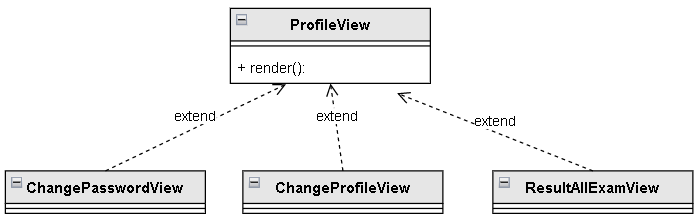 ProfileView
+ render():
extend
extend
extend
ChangePasswordView
ChangeProfileView
ResultAllExamView